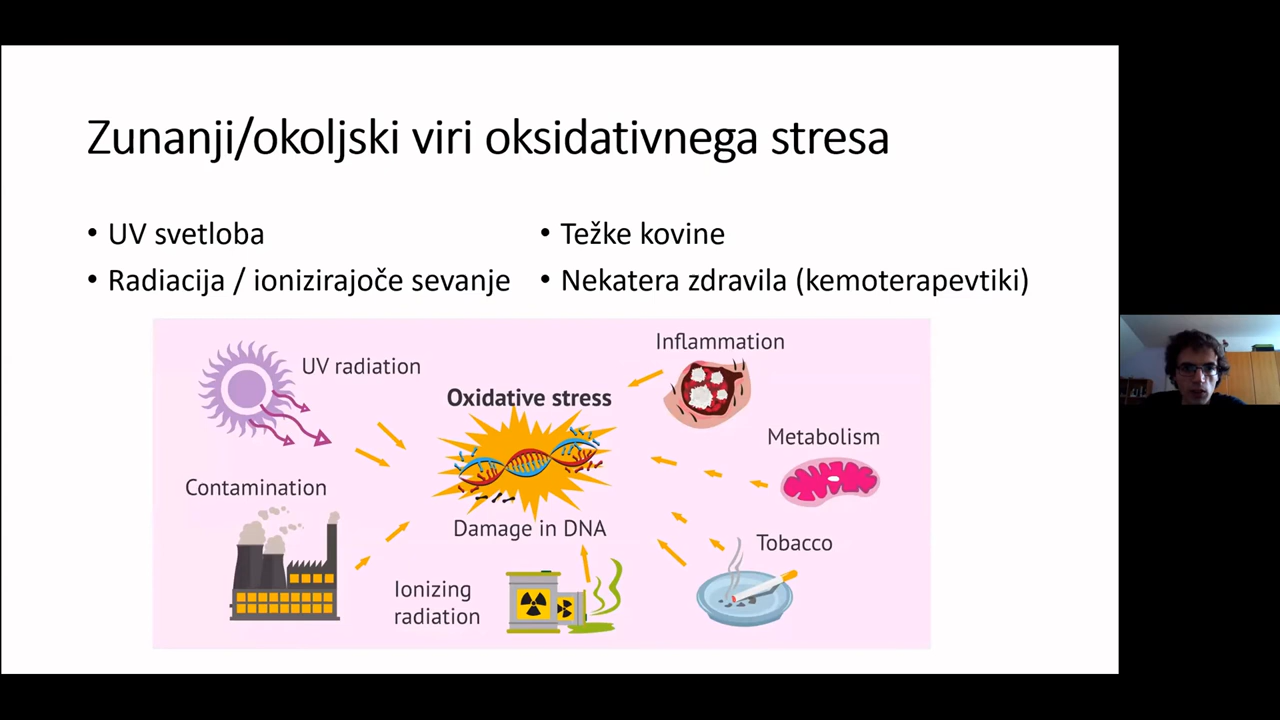 Zunanji/okoljski viri oksidativnega stresa
• UV svetloba
• Radiacija / ionizirajoče sevanje
• Težke kovine
• Nekatera zdravila (kemoterapevtiki)
UV radiation
Oxidative stress
Inflammation
Metabolism
Contamination
Damage in DNA
Tobacco
Ionizing
radiation